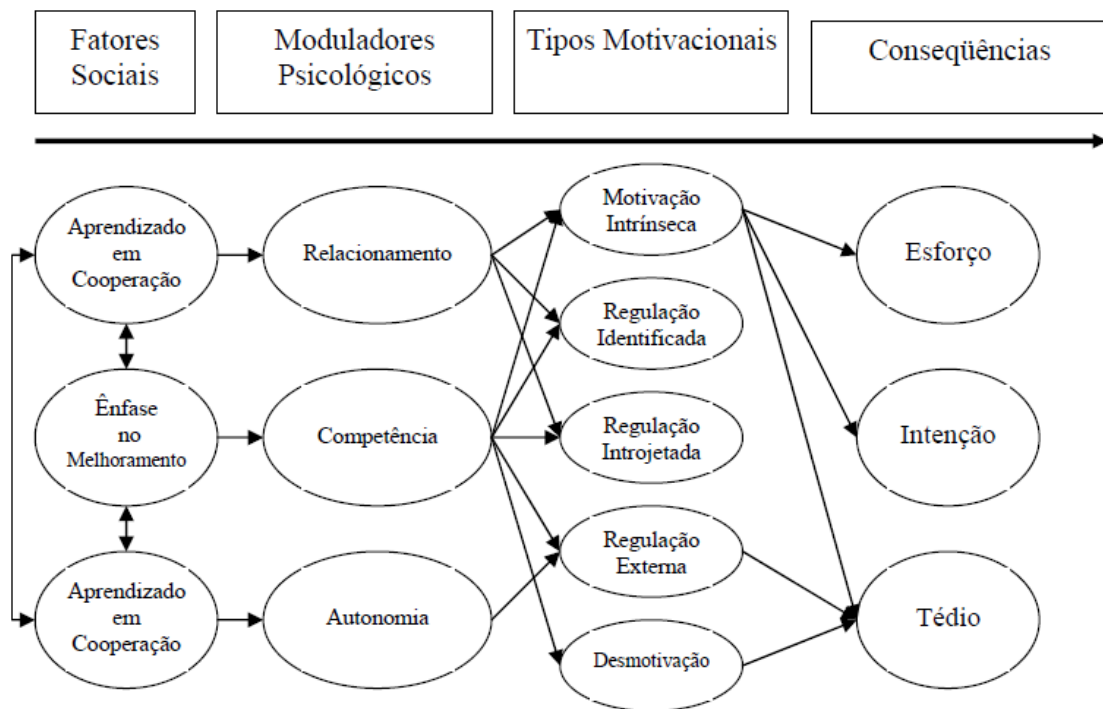 Fatores
Sociais
Moduladores
Psicológicos
Tipos Motivacionais
Conseqüências
Aprendizado
em
Cooperação
Relacionamento
Motivação
Intrínseca
Esforço
Regulação
Identificada
Ênfase
no
Melhoramento
Competência
Regulação
Introjetada
Intenção
Regulação
Externa
Aprendizado
em
Cooperação
Autonomia
Tédio
Desmotivação